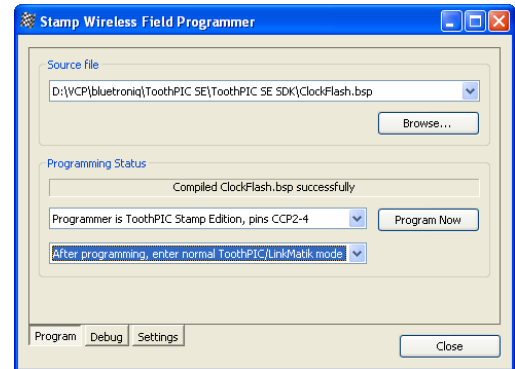 Stamp Wireless Field Programmer
Source file
D:\VCP\bluetroniq\ToothPIC SE\ToothPIC SE SDK\ClockFlash.bsp
Browse...
Programming Status
Compiled ClockFlash.bsp successfully
Programmer is ToothPIC Stamp Edition, pins CCP2-4
Program Now
After programming, enter normal ToothPIC/LinkMatik mode
Program Debug Settings
Close